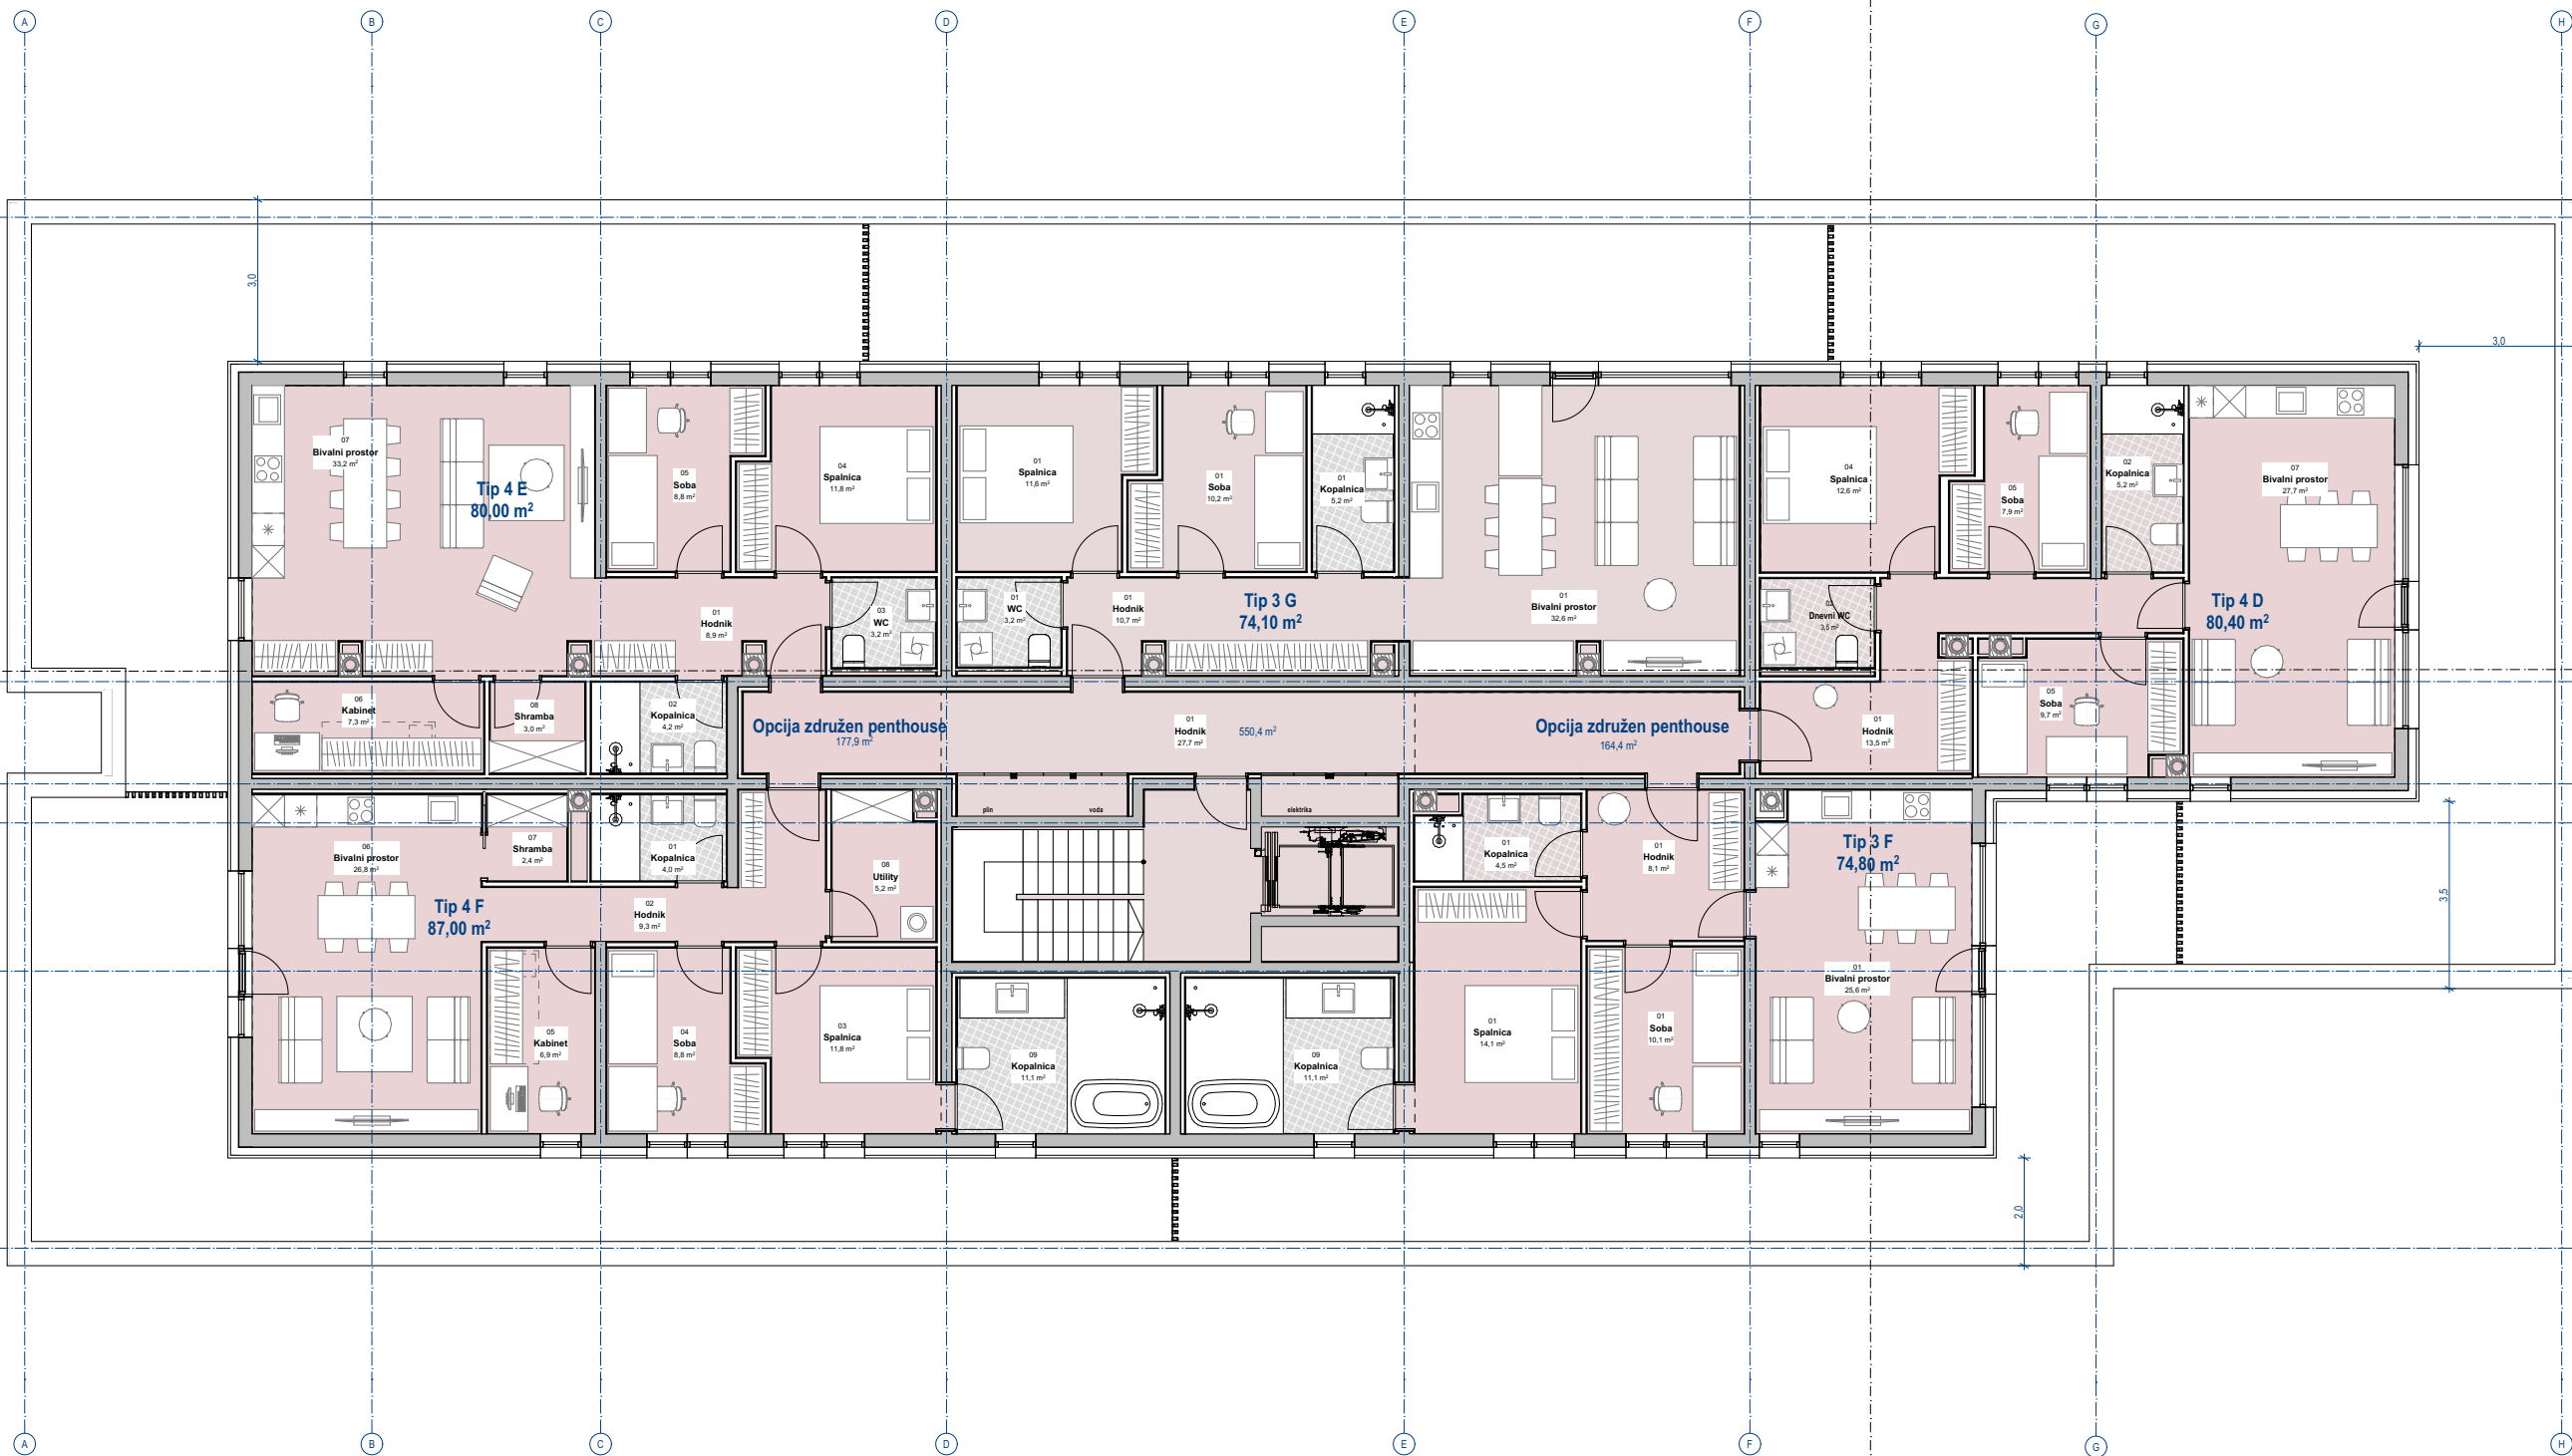 A B C D E F G H
3,0
3,0
07
Bivalni prostor
33,2 m²
Tip 4 E
80,00 m²
05
Soba
8,8 m²
04
Spalnica
11,8 m²
01
Hodnik
8,9 m²
03
WC
3,2 m²
01
Spalnica
11,6 m²
01
Soba
10,2 m²
01
Kopalnica
5,2 m²
01
WC
3,2 m²
01
Hodnik
10,7 m²
Tip 3 G
74,10 m²
01
Bivalni prostor
32,6 m²
04
Spalnica
12,6 m²
05
Soba
7,9 m²
02
Kopalnica
5,2 m²
07
Bivalni prostor
27,7 m²
Dnevni WC
3,5 m²
Tip 4 D
80,40 m²
06
Kabinet
7,3 m²
08
Shramba
3,0 m²
02
Kopalnica
4,2 m²
Opcija združen penthouse
177,9 m²
01
Hodnik
27,7 m²
550,4 m²
Opcija združen penthouse
164,4 m²
01
Hodnik
13,5 m²
05
Soba
9,7 m²
plin
voda
elektrika
06
Bivalni prostor
26,8 m²
07
Shramba
2,4 m²
01
Kopalnica
4,0 m²
08
Utility
5,2 m²
Tip 4 F
87,00 m²
02
Hodnik
9,3 m²
01
Kopalnica
4,5 m²
01
Hodnik
8,1 m²
Tip 3 F
74,80 m²
3,5
01
Bivalni prostor
25,6 m²
05
Kabinet
6,9 m²
04
Soba
8,8 m²
03
Spalnica
11,8 m²
09
Kopalnica
11,1 m²
09
Kopalnica
11,1 m²
01
Spalnica
14,1 m²
01
Soba
10,1 m²
2,0
A B C D E F G H